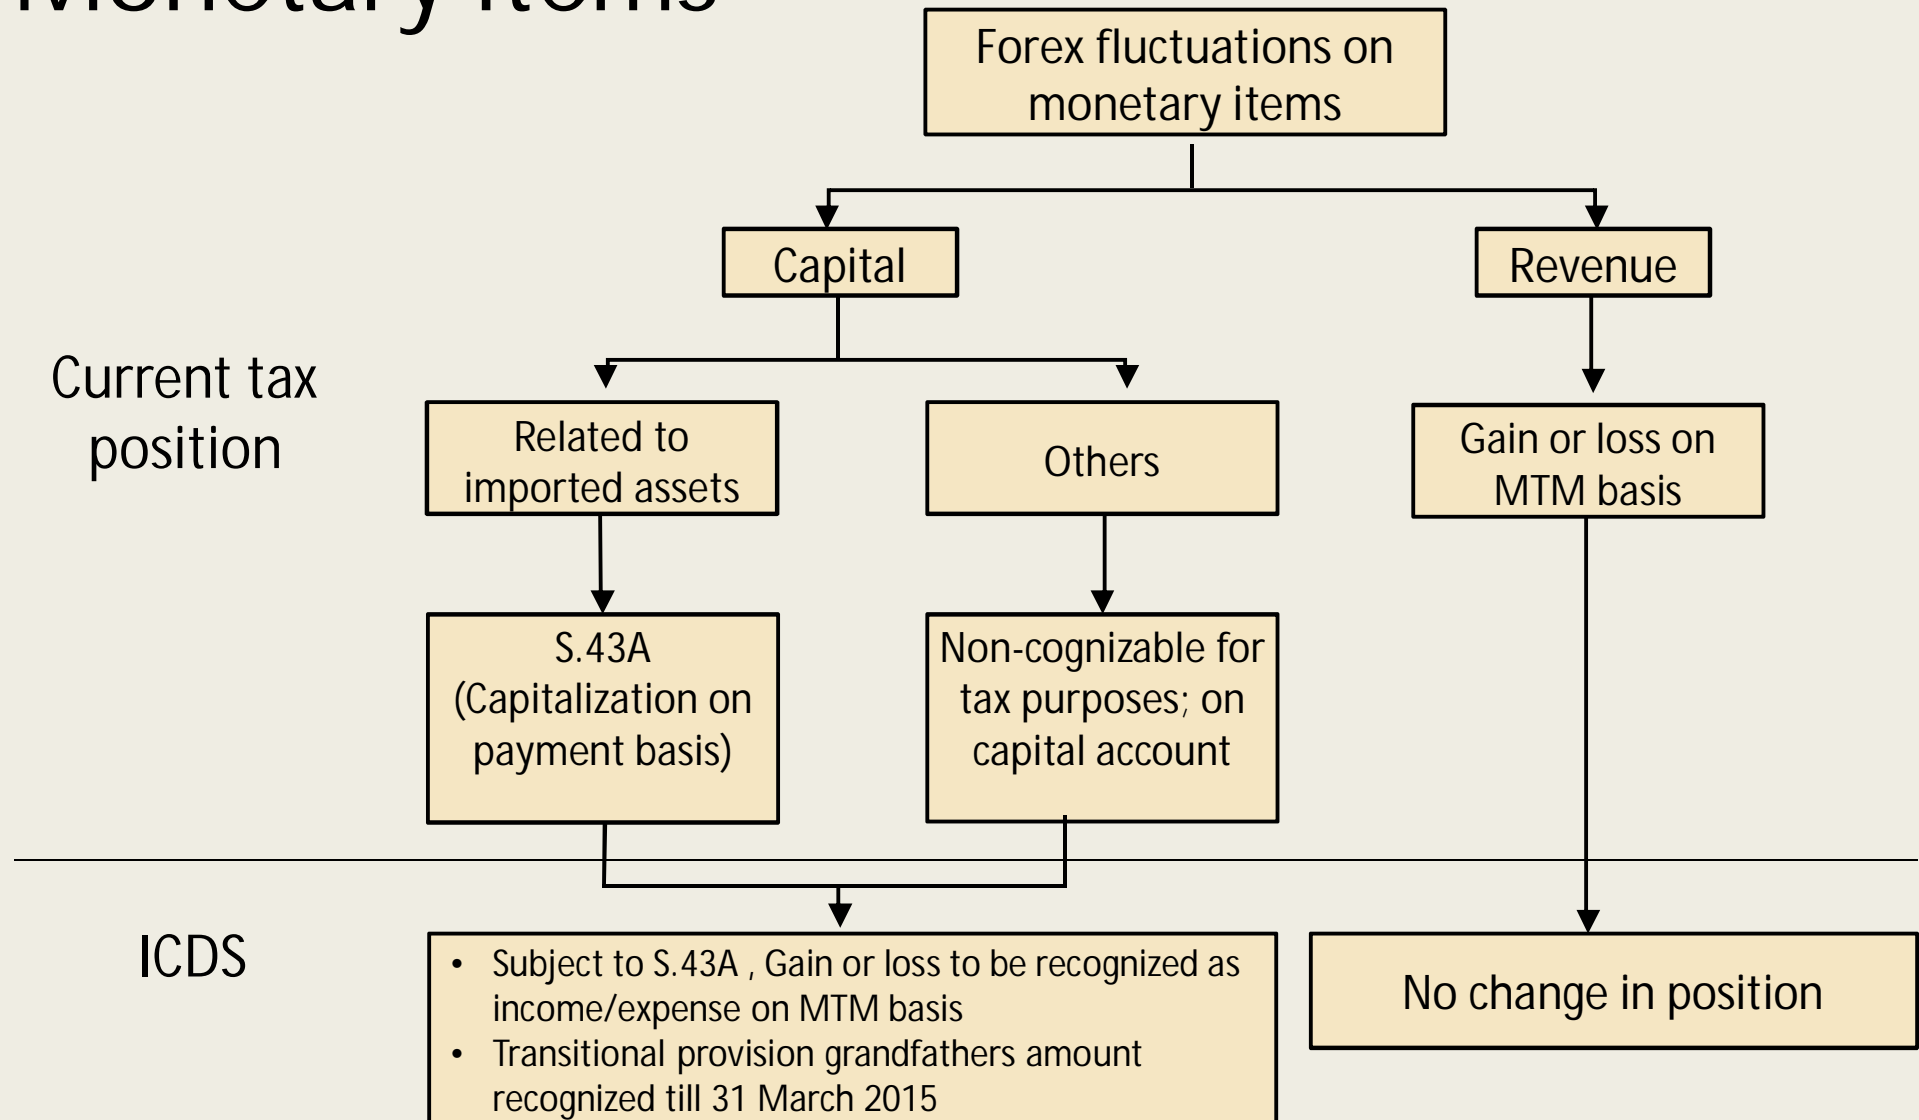 Monetary items
Forex fluctuations on
monetary items
Capital
Revenue
Current tax
position
Related to
imported assets
Others
Gain or loss on
MTM basis
S.43A
(Capitalization on
payment basis)
Non-cognizable for
tax purposes; on
capital account
ICDS
• Subject to S.43A , Gain or loss to be recognized as
income/expense on MTM basis
• Transitional provision grandfathers amount
recognized till 31 March 2015
No change in position